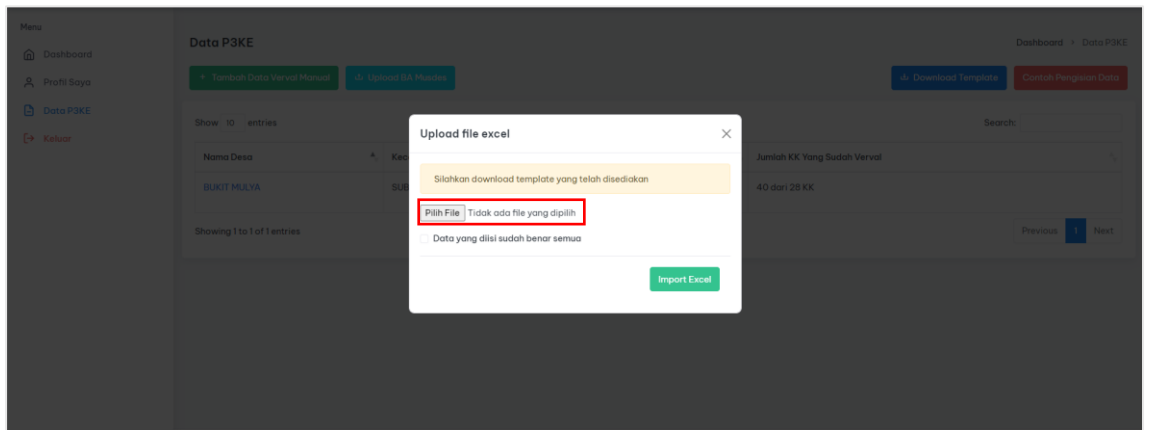 Menu
Dashboard
Profil Saya
Data P3KE
Keluar
Data P3KE
Dashboard > Data P3KE
+ Tambah Data Verval Manual
Upload BA Musdes
Download Template
Contoh Pengisian Data
Show 10 entries
Search:
Nama Desa
Kec
Jumlah KK Yang Sudah Verval
BUKIT MULYA
SUB
40 dari 28 KK
Showing 1 to 1 of 1 entries
Previous 1 Next
Upload file excel
Silahkan download template yang telah disediakan
Pilih File Tidak ada file yang dipilih
Data yang diisi sudah benar semua
Import Excel